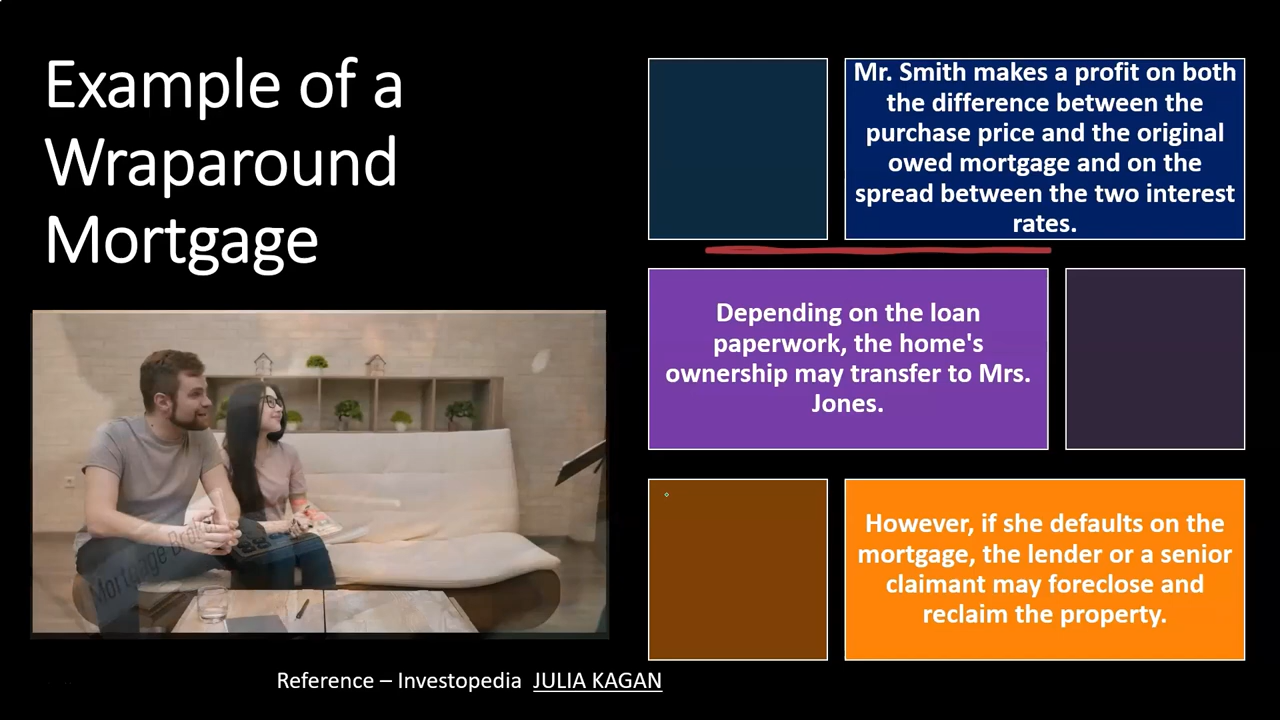 Example of a
Wraparound
Mortgage
Mr. Smith makes a profit on both
the difference between the
purchase price and the original
owed mortgage and on the
spread between the two interest
rates.
Depending on the loan
paperwork, the home's
ownership may transfer to Mrs.
Jones.
However, if she defaults on the
mortgage, the lender or a senior
claimant may foreclose and
reclaim the property.
Mortgage Broker
Reference – Investopedia JULIA KAGAN